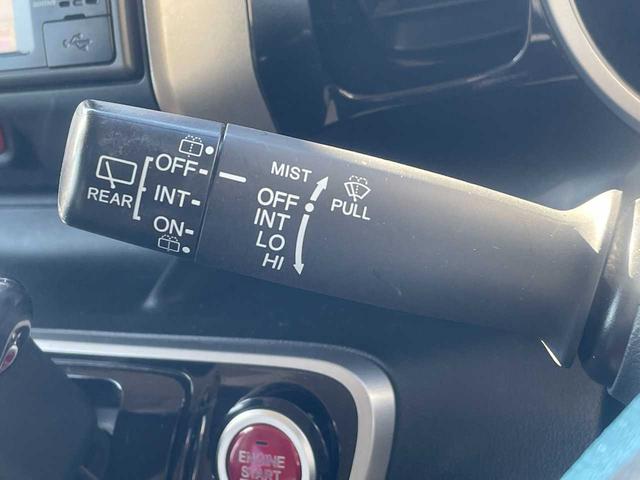 REAR
OFF
INT
ON
MIST
OFF
INT
LO
HI
PULL
ENGINE
START